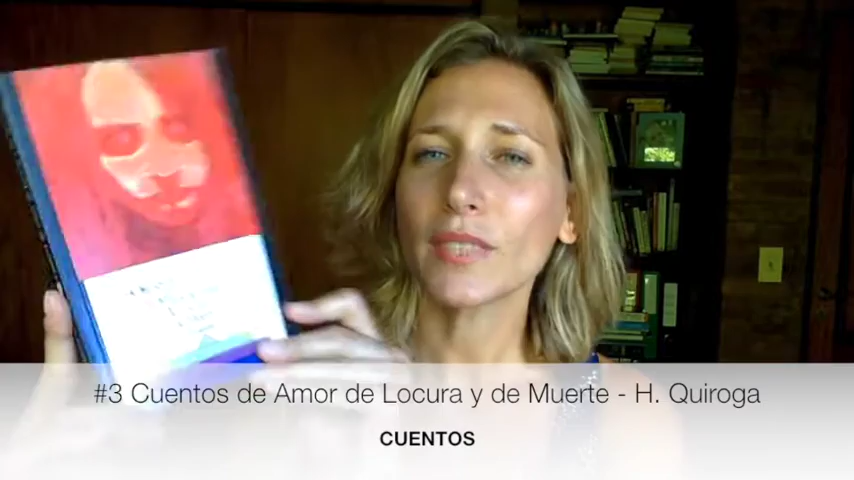 #3 Cuentos de Amor de Locura y de Muerte - H. Quiroga
CUENTOS